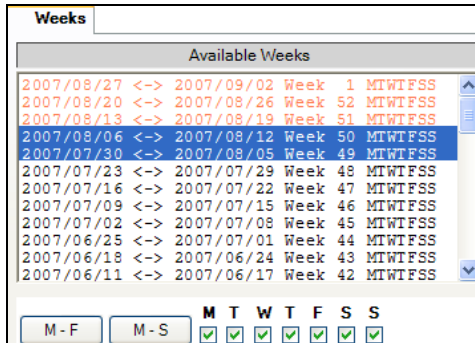 Weeks
Available Weeks
2007/08/27 <-> 2007/09/02 Week 1 MTWTFSS
2007/08/20 <-> 2007/08/26 Week 52 MTWTFSS
2007/08/13 <-> 2007/08/19 Week 51 MTWTFSS
2007/08/06 <-> 2007/08/12 Week 50 MTWTFSS
2007/07/30 <-> 2007/08/05 Week 49 MTWTFSS
2007/07/23 <-> 2007/07/29 Week 48 MTWTFSS
2007/07/16 <-> 2007/07/22 Week 47 MTWTFSS
2007/07/09 <-> 2007/07/15 Week 46 MTWTFSS
2007/07/02 <-> 2007/07/08 Week 45 MTWTFSS
2007/06/25 <-> 2007/07/01 Week 44 MTWTFSS
2007/06/18 <-> 2007/06/24 Week 43 MTWTFSS
2007/06/11 <-> 2007/06/17 Week 42 MTWTFSS
M T W T F S S
M - F M - S